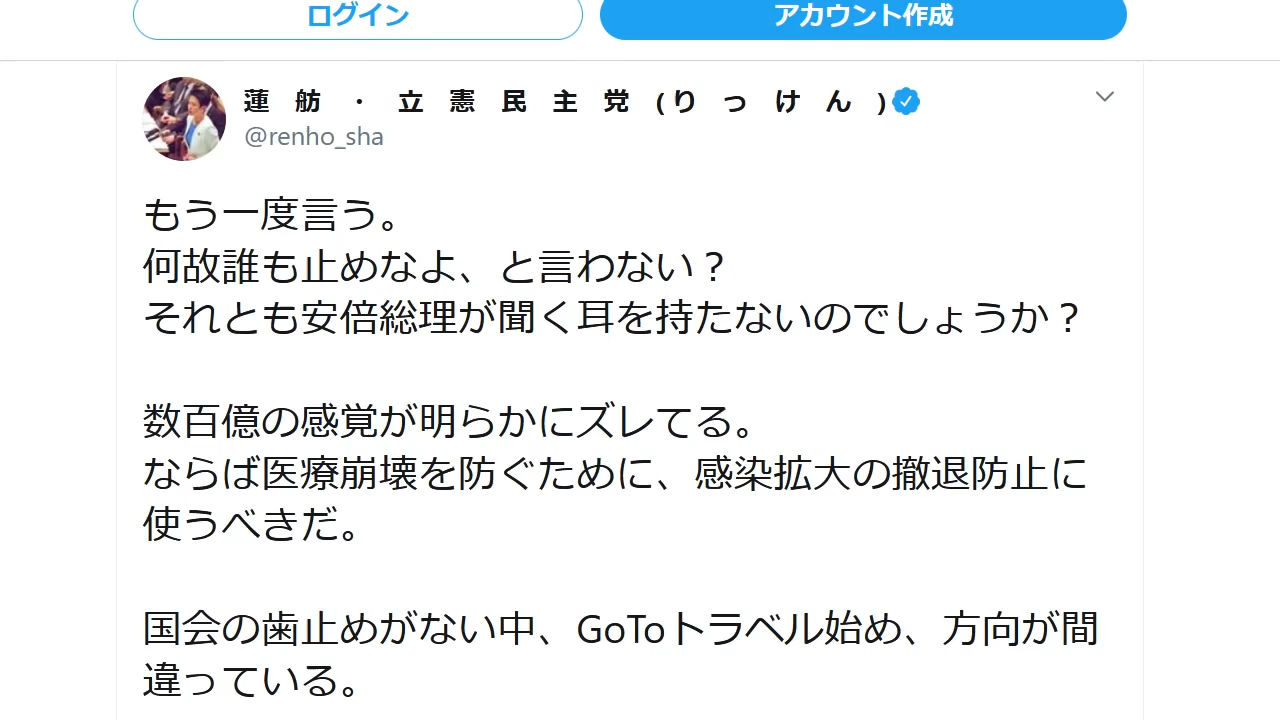 ログイン
アカウント作成
蓮舫・立憲民主党(りっけん)
@renho_sha
もう一度言う。
何故誰も止めなよ、と言わない？
それとも安倍総理が聞く耳を持たないのでしょうか？
数百億の感覚が明らかにズレてる。
ならば医療崩壊を防ぐために、感染拡大の撤退防止に
使うべきだ。
国会の歯止めがない中、GoToトラベル始め、方向が間
違っている。